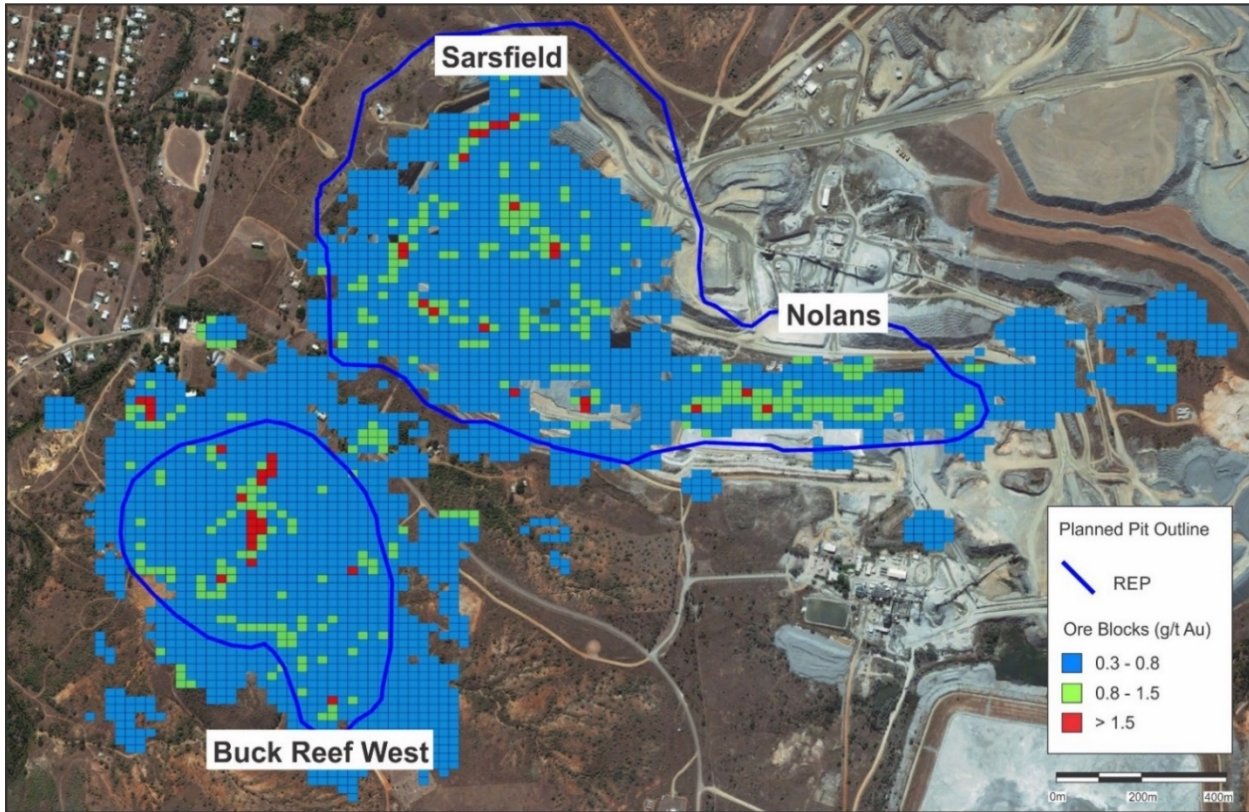 Sarsfield
Nolans
Buck Reef West
Planned Pit Outline
REP
Ore Blocks (g/t Au)
0.3 - 0.8
0.8 - 1.5
> 1.5
0m 200m 400m